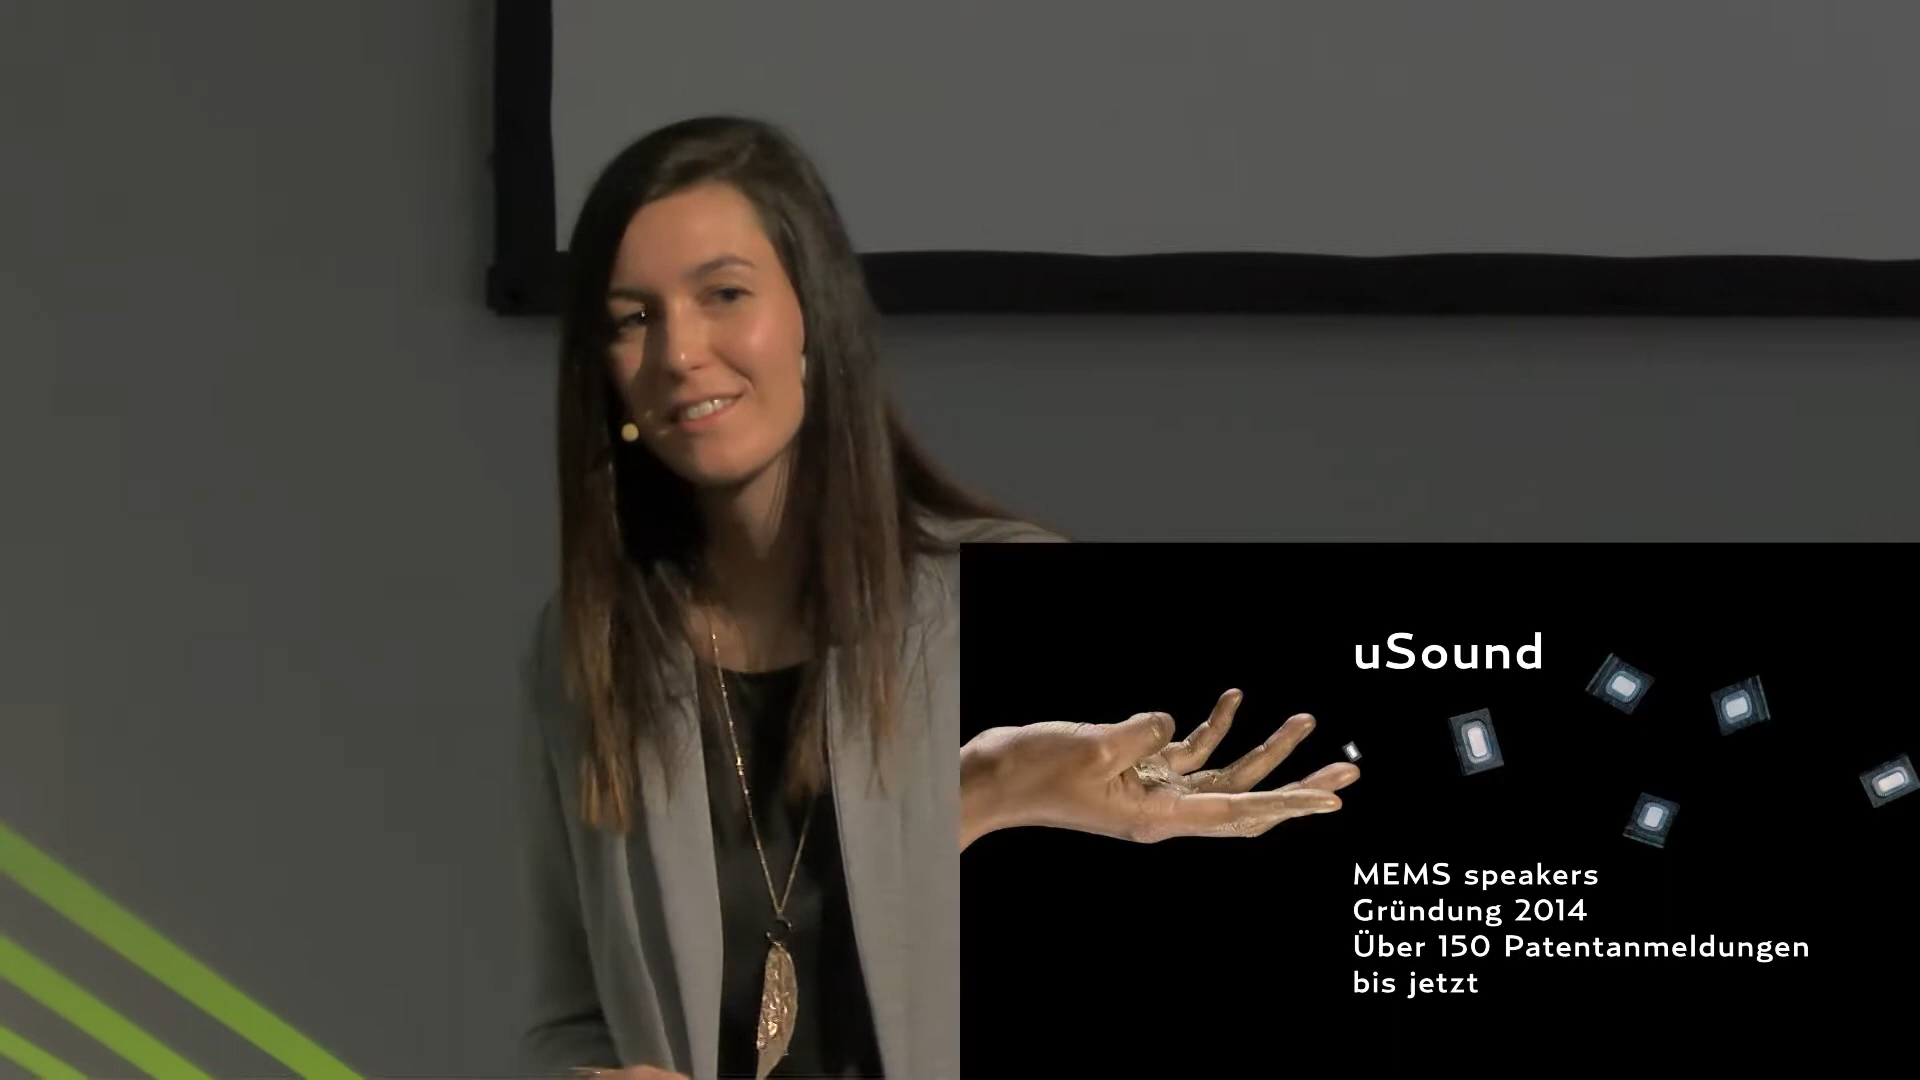 uSound
MEMS speakers
Gründung 2014
Über 150 Patentanmeldungen
bis jetzt